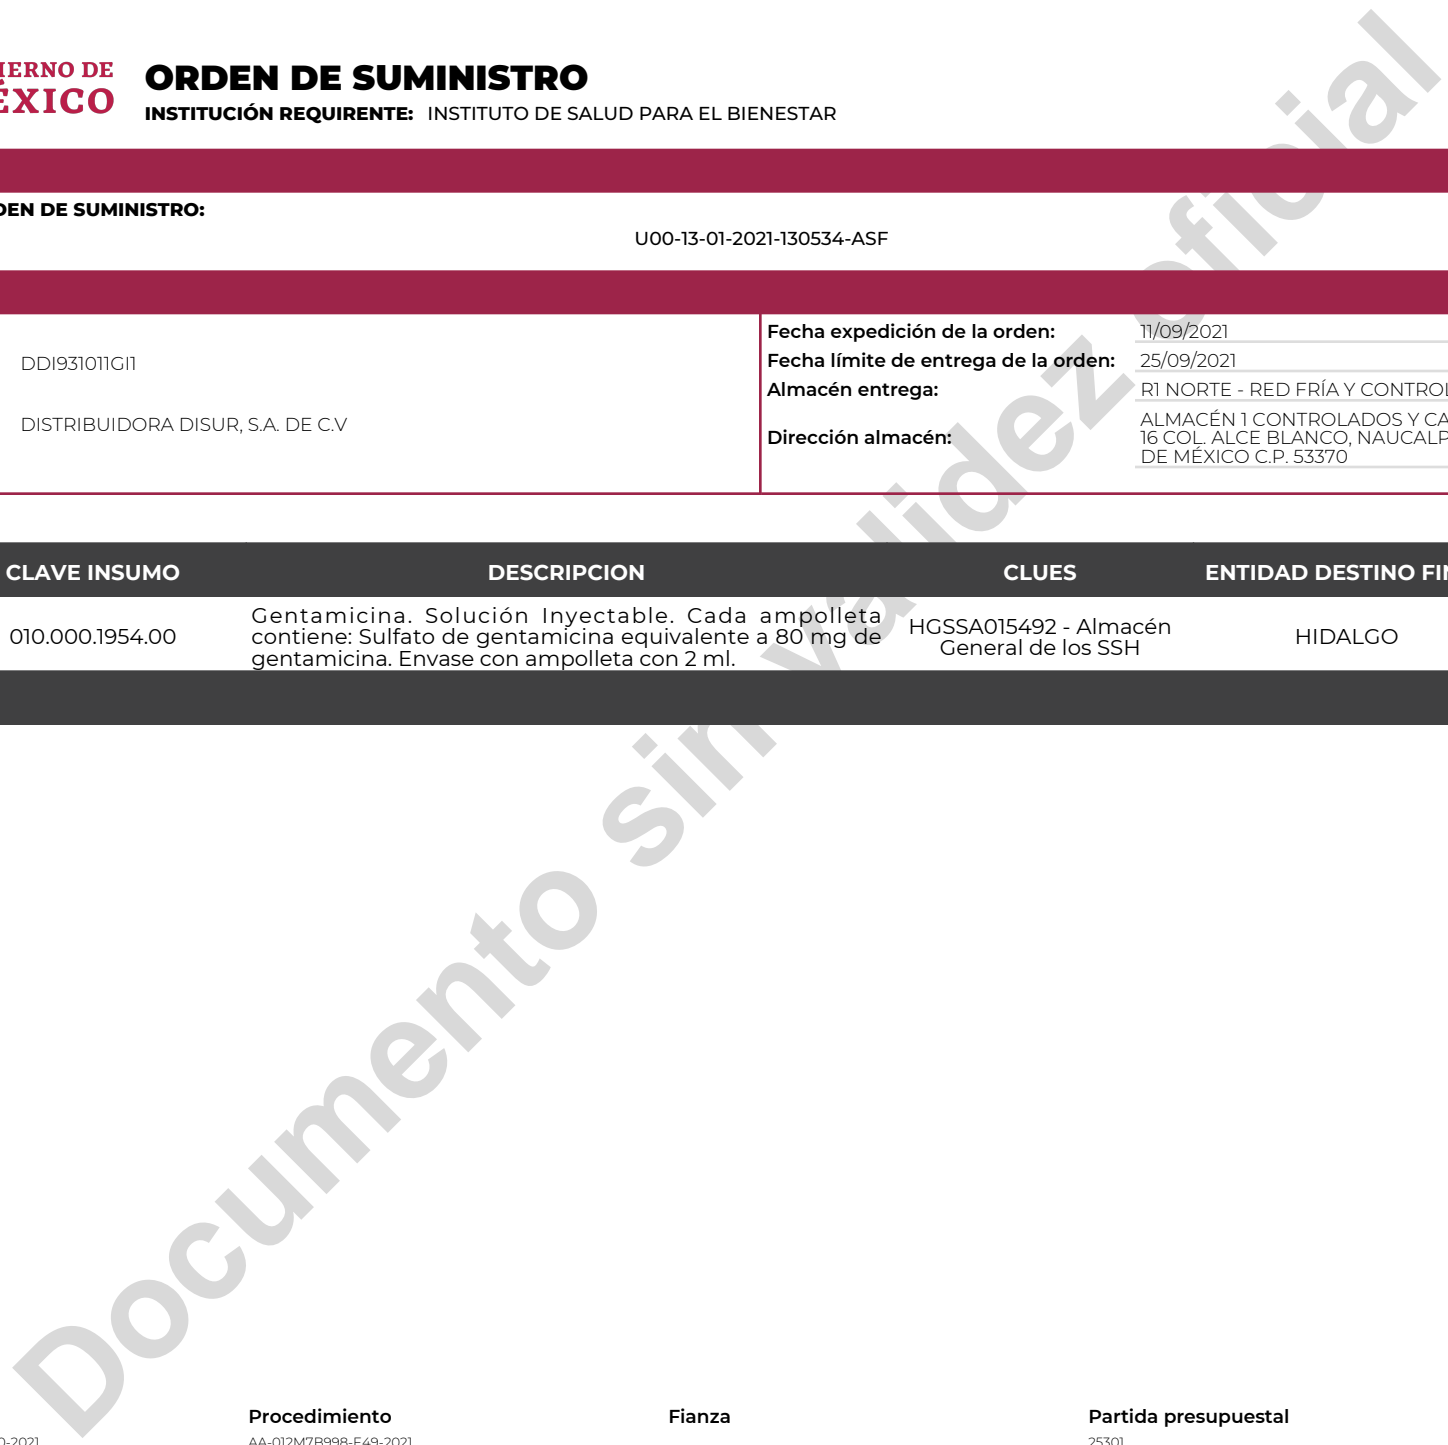 IERNO DE
ÉXICO
ORDEN DE SUMINISTRO
INSTITUCIÓN REQUIRENTE: INSTITUTO DE SALUD PARA EL BIENESTAR
DEN DE SUMINISTRO:
U00-13-01-2021-130534-ASF
DDI931011GI1
DISTRIBUIDORA DISUR, S.A. DE C.V
Fecha expedición de la orden: 11/09/2021
Fecha límite de entrega de la orden: 25/09/2021
Almacén entrega: R1 NORTE - RED FRÍA Y CONTROL
Dirección almacén: ALMACÉN 1 CONTROLADOS Y CA
16 COL. ALCE BLANCO, NAUCALP
DE MÉXICO C.P. 53370
CLAVE INSUMO DESCRIPCION CLUES ENTIDAD DESTINO FIN
010.000.1954.00
Gentamicina. Solución Inyectable. Cada ampolleta
contiene: Sulfato de gentamicina equivalente a 80 mg de
gentamicina. Envase con ampolleta con 2 ml.
HGSSA015492 - Almacén
General de los SSH
HIDALGO
Documento sin validez oficial
Procedimiento Fianza Partida presupuestal
0-2021 AA-012M7B998-E49-2021 25301